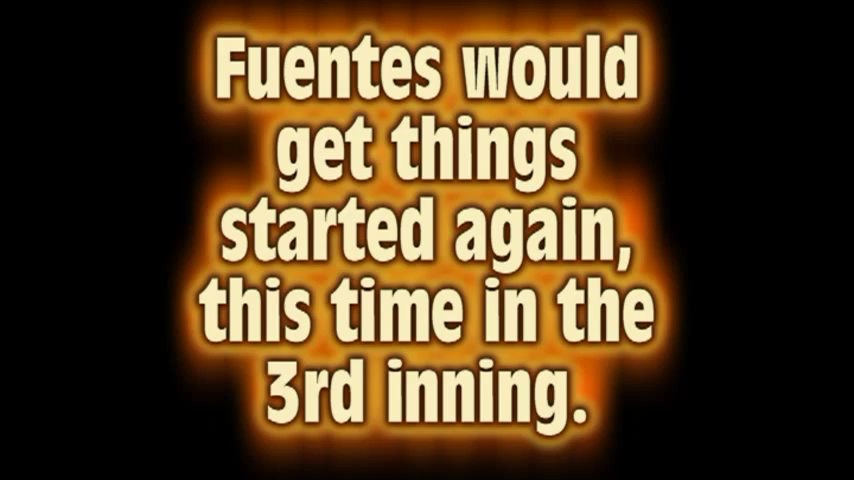 Fuentes would
get things
started again,
this time in the
3rd inning.